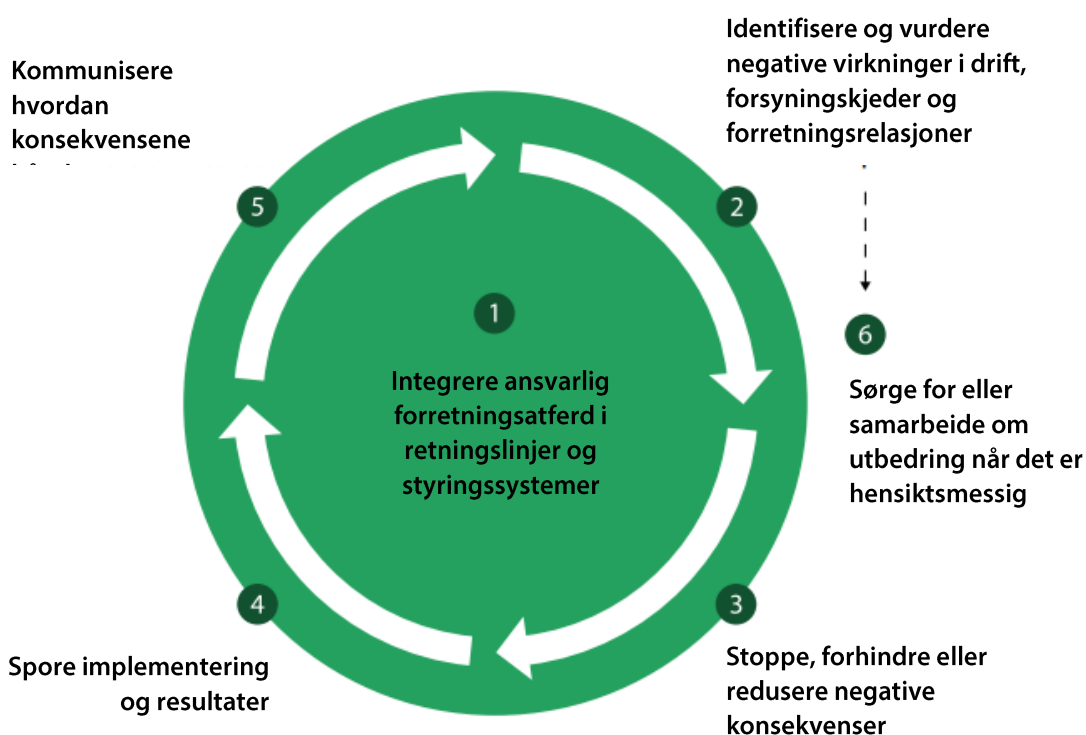 Kommunisere
hvordan
konsekvensene
5
Identifisere og vurdere
negative virkninger i drift,
forsyningskjeder og
forretningsrelasjoner
2
1
Integrere ansvarlig
forretningsatferd i
retningslinjer og
styringssystemer
6
Sørge for eller
samarbeide om
utbedring når det er
hensiktsmessig
4
Spore implementering
og resultater
3
Stoppe, forhindre eller
redusere negative
konsekvenser